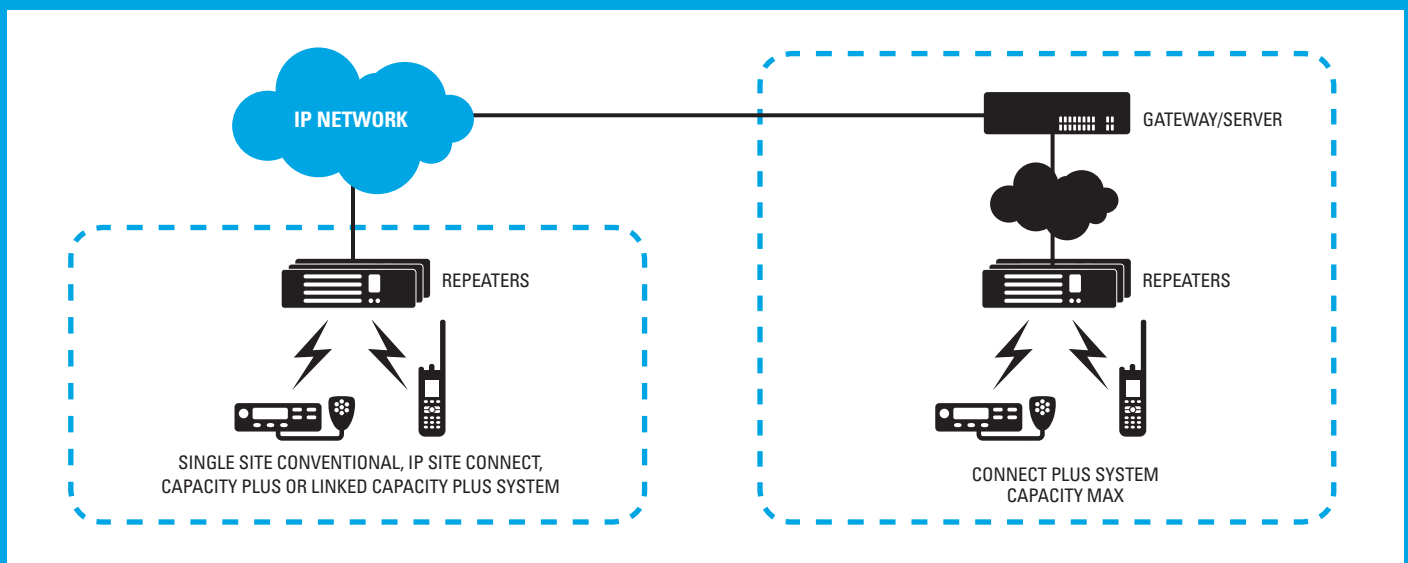 IP NETWORK
GATEWAY/SERVER
REPEATERS
REPEATERS
SINGLE SITE CONVENTIONAL, IP SITE CONNECT,
CAPACITY PLUS OR LINKED CAPACITY PLUS SYSTEM
CONNECT PLUS SYSTEM
CAPACITY MAX